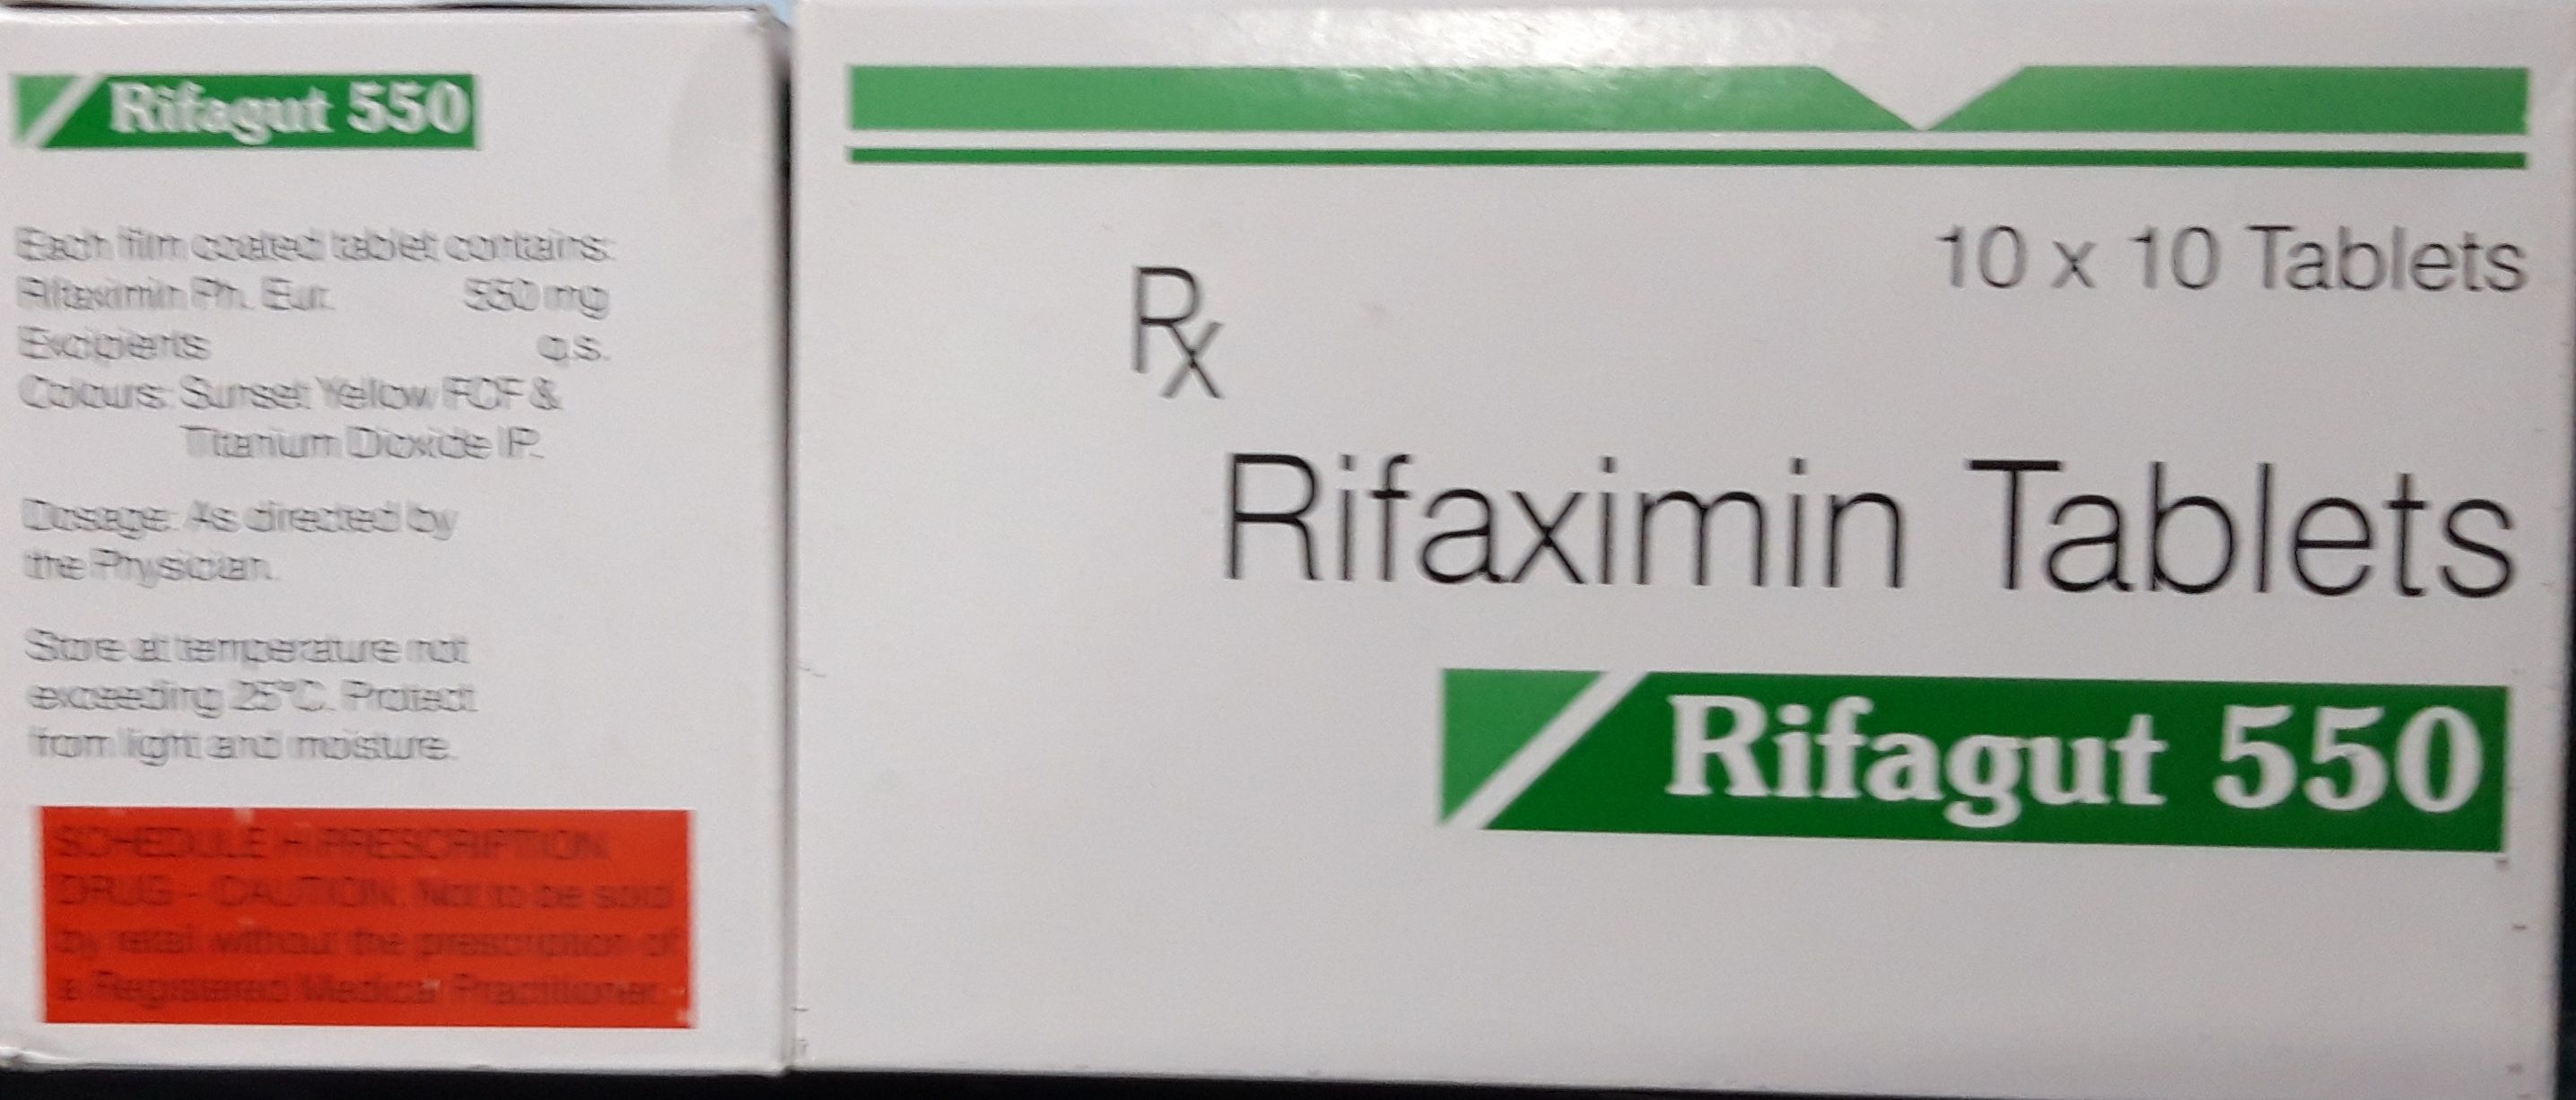 Rifagut 550
Each film coated tablet contains:
Rifaximin Ph. Eur. 550 mg
Excipients q.s.
Colours: Sunset Yellow FCF &
Titanium Dioxide IP.
Dosage: As directed by
the Physician.
Store at temperature not
exceeding 25°C. Protect
from light and moisture.
SCHEDULE H PRESCRIPTION
DRUG - CAUTION: Not to be sold
by retail without the prescription of
a Registered Medical Practitioner.
10 x 10 Tablets
Rx
Rifaximin Tablets
Rifagut 550